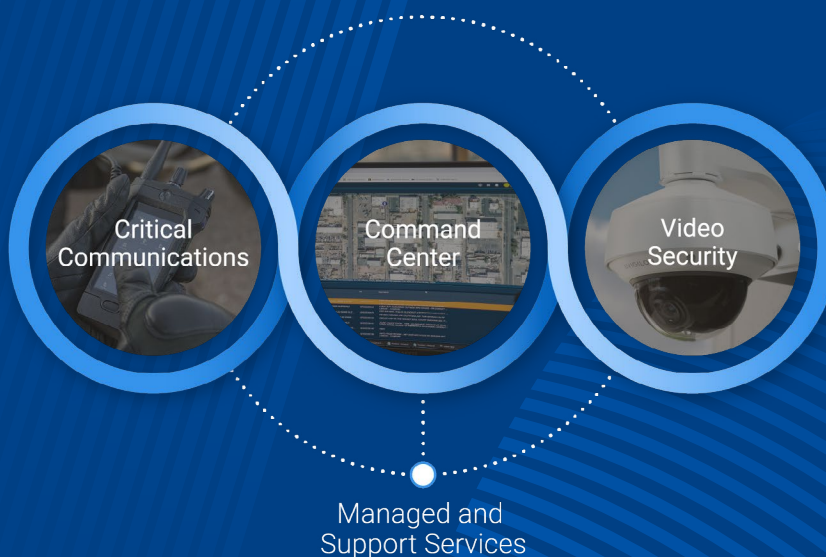 Critical
Communications
Command
Center
Video
Security
Managed and
Support Services